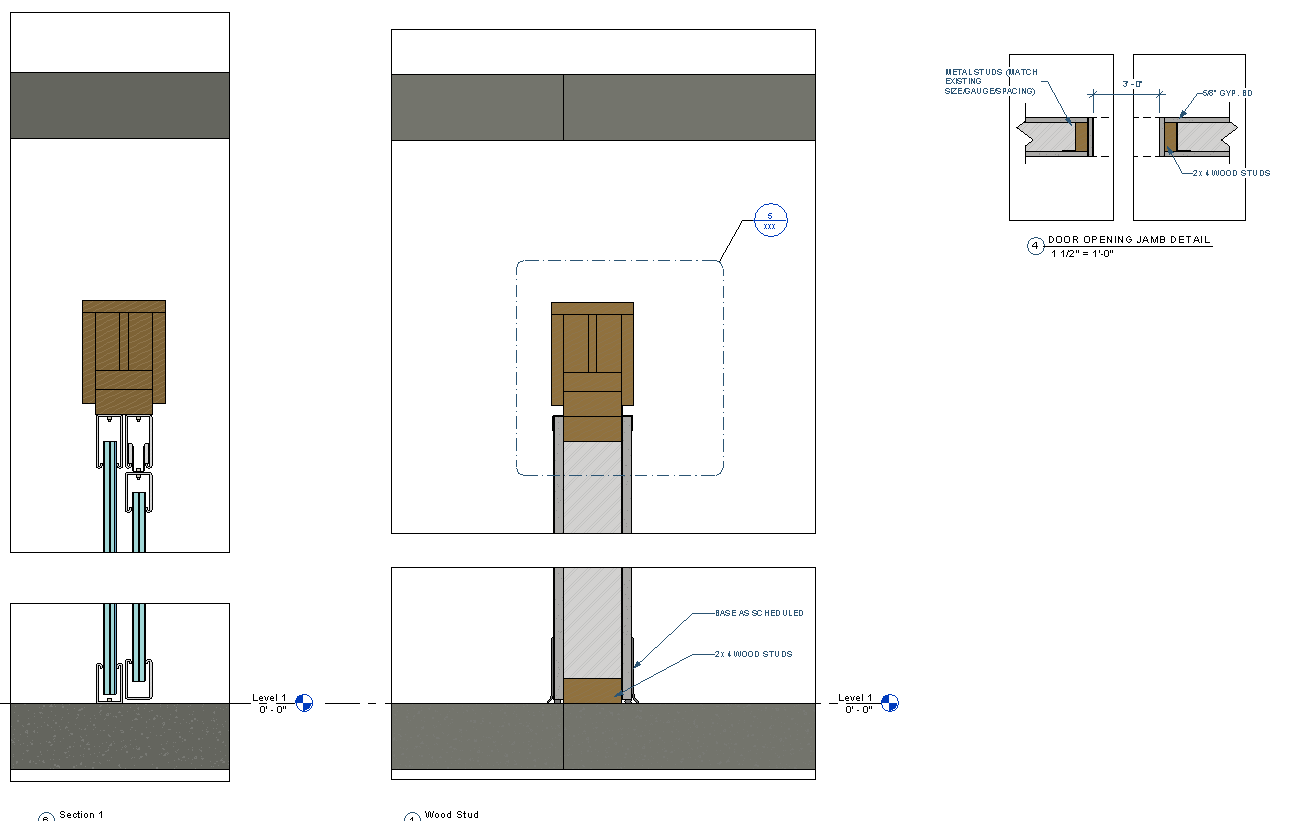 METAL STUDS (MATCH
EXISTING
SIZE/GAUGE/SPACING)
3' - 0"
5/8" GYP. BD
2 x 4 WOOD STUDS
4 DOOR OPENING JAMB DETAIL
1 1/2" = 1'-0"
5
XXX
BASE AS SCHEDULED
2 x 4 WOOD STUDS
Level 1
0' - 0"
Level 1
0' - 0"
6 Section 1
1 Wood Stud